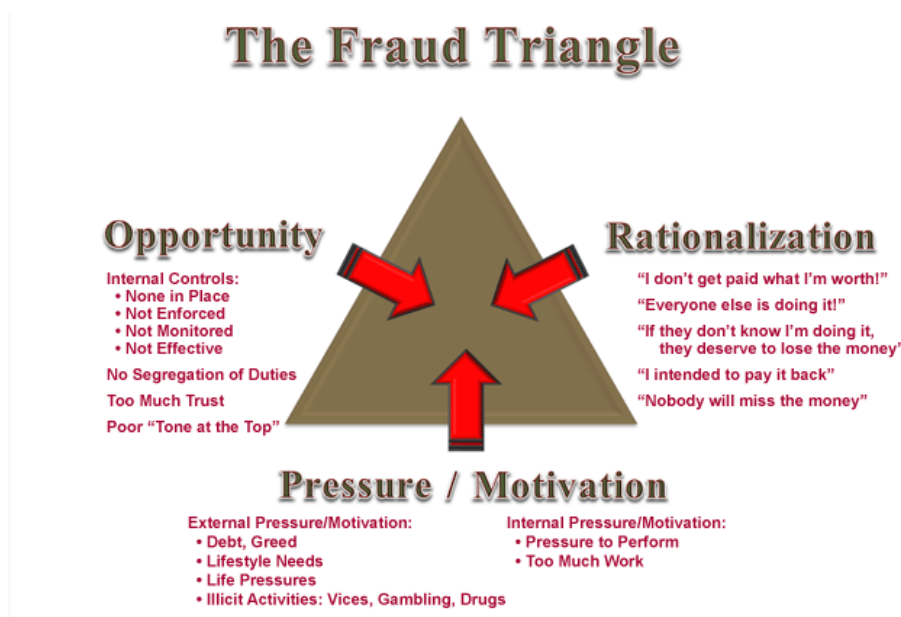 The Fraud Triangle
Opportunity
Internal Controls:
• None in Place
• Not Enforced
• Not Monitored
• Not Effective
No Segregation of Duties
Too Much Trust
Poor “Tone at the Top”
Rationalization
“I don’t get paid what I’m worth!”
“Everyone else is doing it!”
“If they don’t know I’m doing it,
they deserve to lose the money’
“I intended to pay it back”
“Nobody will miss the money”
Pressure / Motivation
External Pressure/Motivation:
• Debt, Greed
• Lifestyle Needs
• Life Pressures
• Illicit Activities: Vices, Gambling, Drugs
Internal Pressure/Motivation:
• Pressure to Perform
• Too Much Work